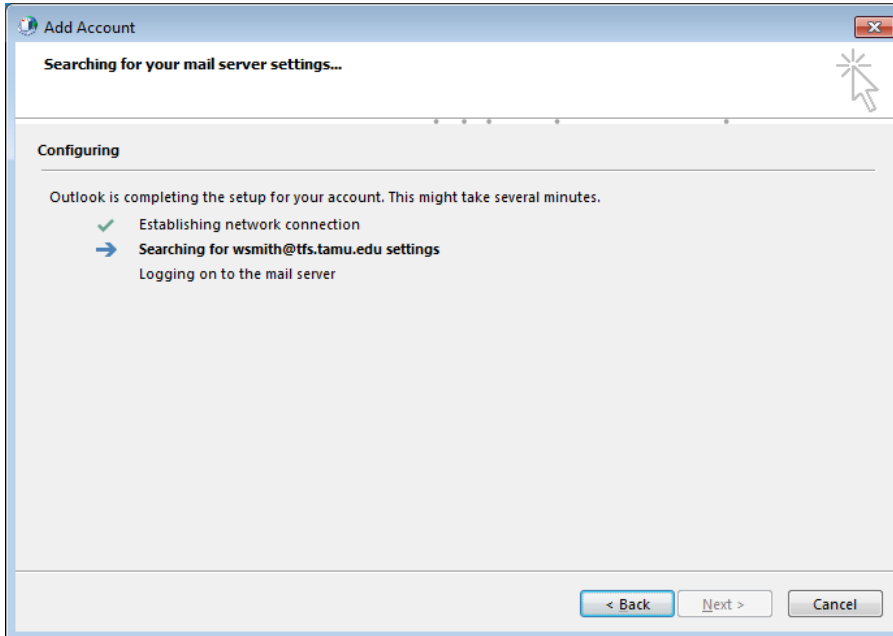 Add Account
Searching for your mail server settings...
Configuring
Outlook is completing the setup for your account. This might take several minutes.
Establishing network connection
Searching for wsmith@tfs.tamu.edu settings
Logging on to the mail server
< Back Next > Cancel